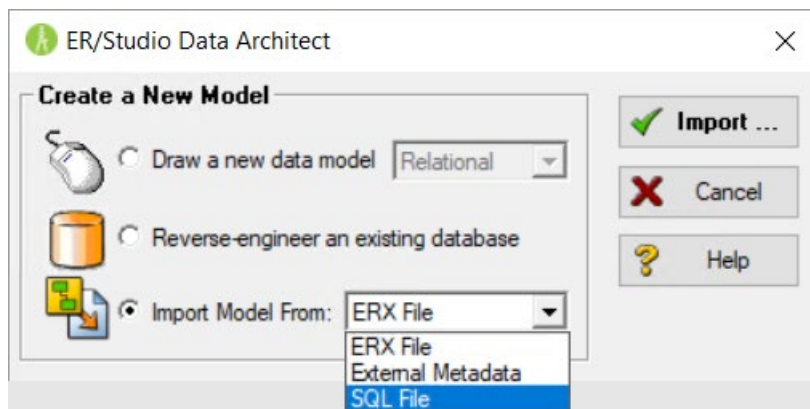 ER/Studio Data Architect
Create a New Model
Draw a new data model Relational
Reverse-engineer an existing database
Import Model From: ERX File
ERX File
External Metadata
SQL File
Import ...
Cancel
Help